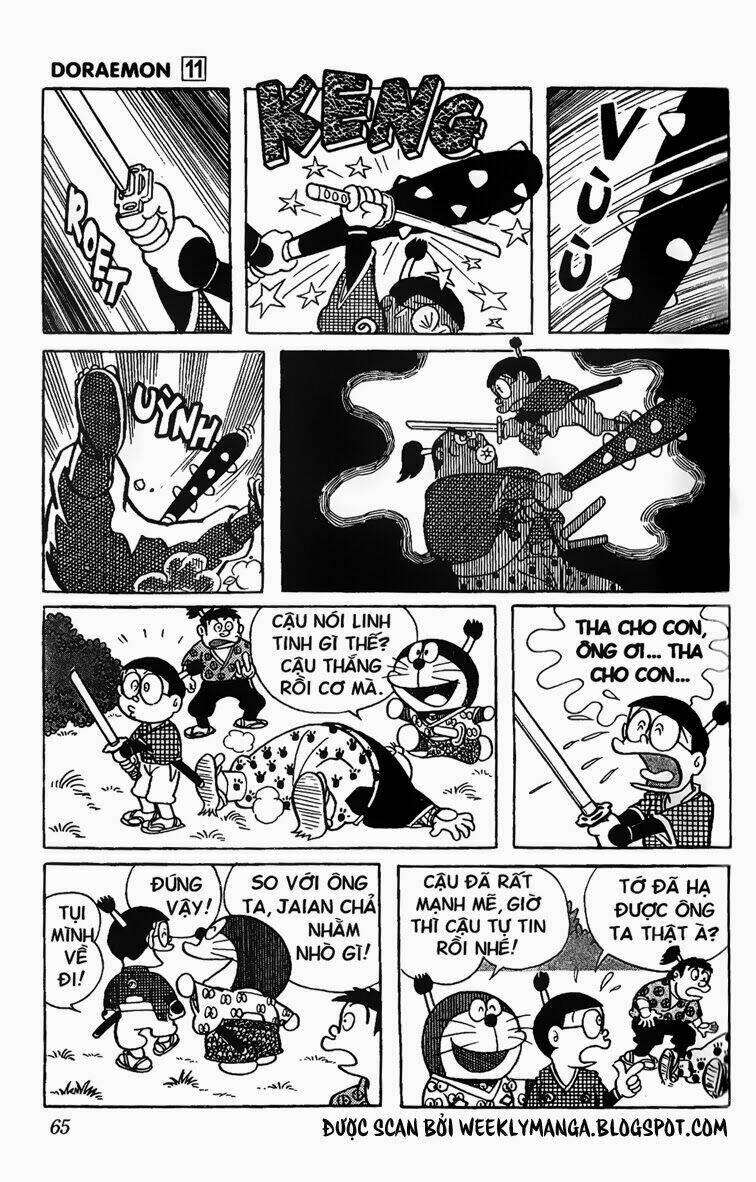 DORAEMON 11
VÙÙ
KENG
ROẸT
UỲNH
THA CHO CON,
ÔNG ƠI... THA
CHO CON...
CẬU NÓI LINH
TINH GÌ THẾ?
CẬU THẮNG
RỒI CƠ MÀ.
TỚ ĐÃ HẠ
ĐƯỢC ÔNG
TA THẬT À?
CẬU ĐÃ RẤT
MẠNH MẼ, GIỜ
THÌ CẬU TỰ TIN
RỒI NHÉ!
SO VỚI ÔNG
TA, JAIAN CHẢ
NHẰM
NHÒ GÌ!
ĐÚNG
VẬY!
TỤI
MÌNH
VỀ
ĐI!
65
ĐƯỢC SCAN BỞI WEEKLYMANGA.BLOGSPOT.COM